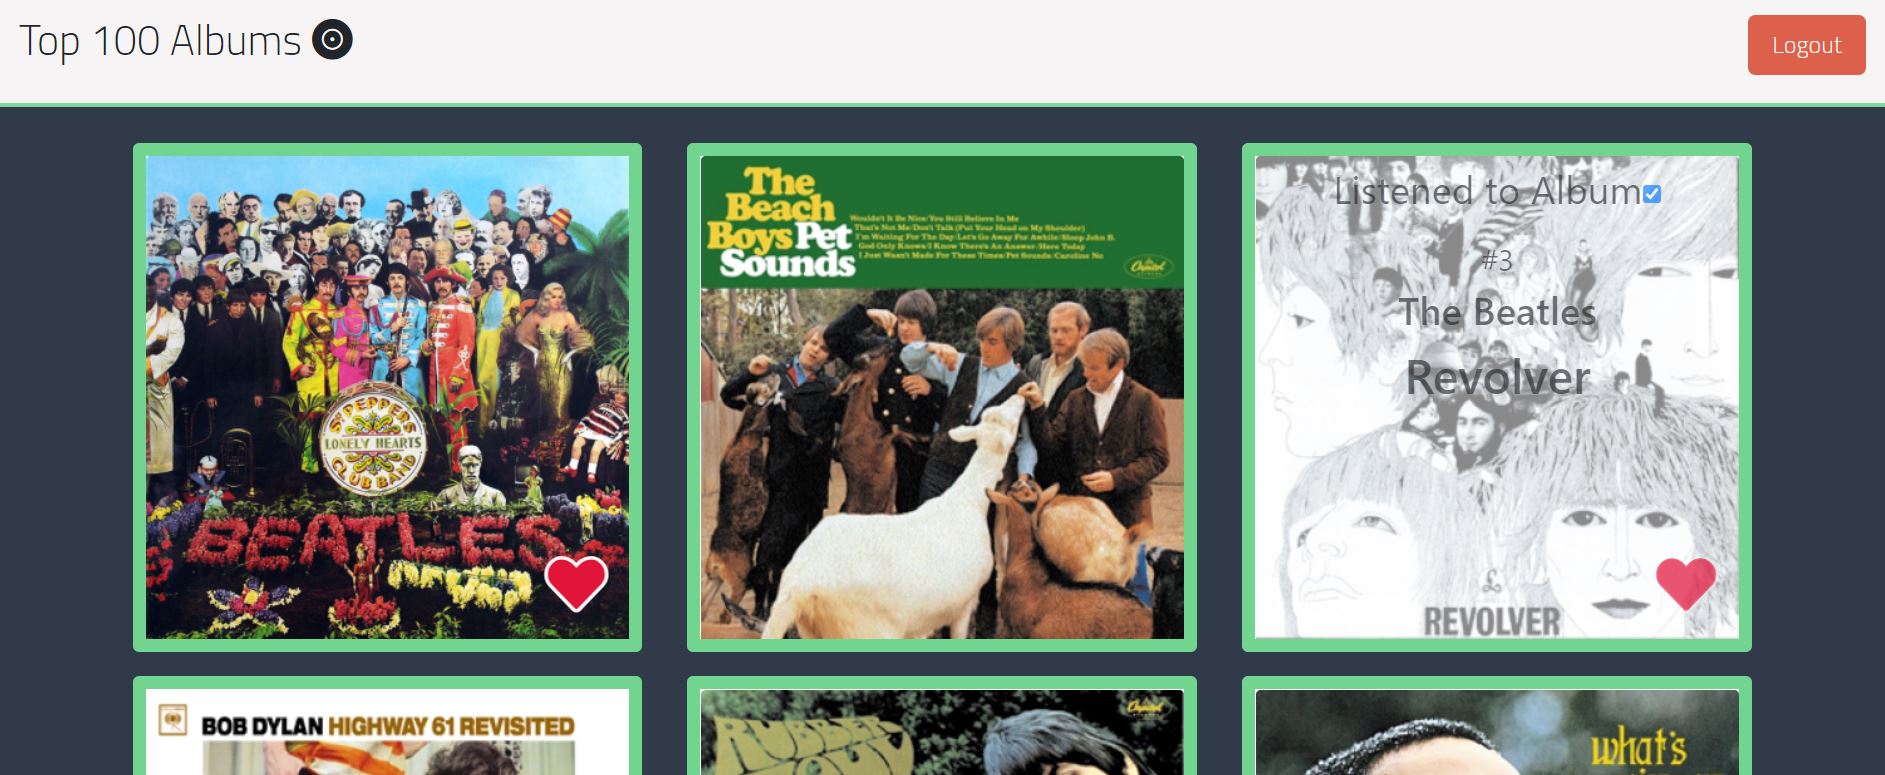 Top 100 Albums
Logout
SGT. PEPPERS
LONELY HEARTS
CLUB BAND
BEATLES
The
Beach
Boys Pet
Sounds
Wouldn't It Be Nice/You Still Believe In Me
That's Not Me/Don't Talk (Put Your Head on My Shoulder)
I'm Waiting For The Day/Let's Go Away For Awhile/Sloop John B.
God Only Knows/I Know There's An Answer/Here Today
I Just Wasn't Made For These Times/Pet Sounds/Caroline No
Capitol
Listened to Album
#3
The Beatles
Revolver
REVOLVER
BOB DYLAN HIGHWAY 61 REVISITED
RUBBER
SOUL
Capitol
what's